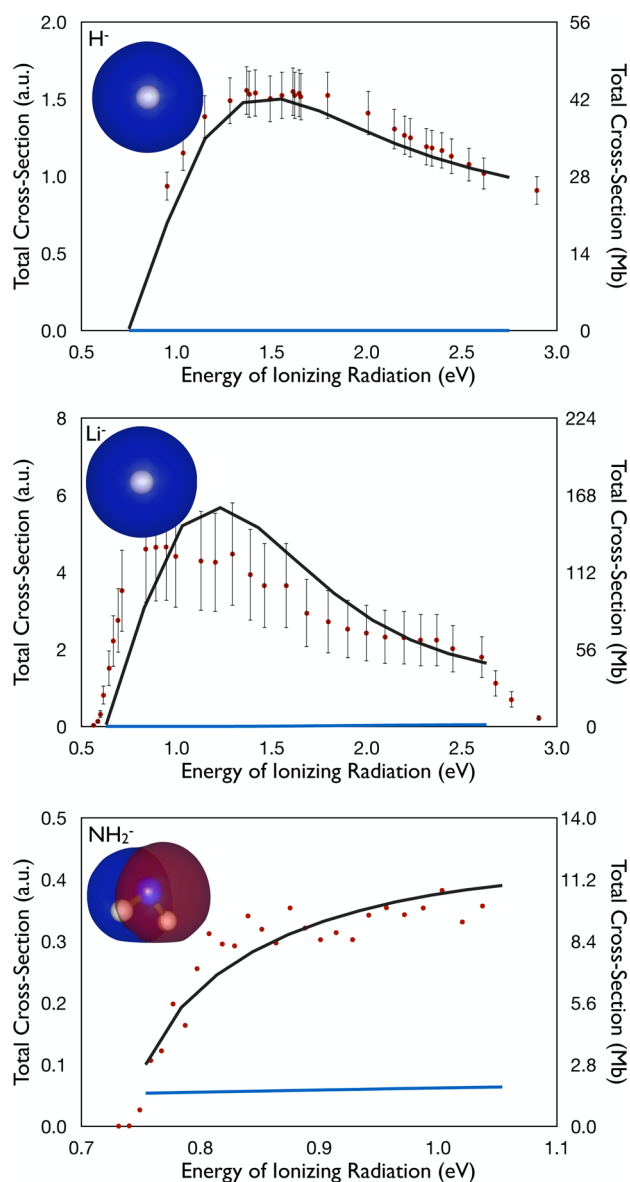 H-
Total Cross-Section (a.u.)
2.0
1.5
1.0
0.5
0.0
56
42
28
14
0
Total Cross-Section (Mb)
0.5 1.0 1.5 2.0 2.5 3.0
Energy of Ionizing Radiation (eV)
Li-
Total Cross-Section (a.u.)
8
6
4
2
0
224
168
112
56
0
Total Cross-Section (Mb)
0.5 1.0 1.5 2.0 2.5 3.0
Energy of Ionizing Radiation (eV)
NH₂-
Total Cross-Section (a.u.)
0.5
0.4
0.3
0.2
0.1
0.0
14.0
11.2
8.4
5.6
2.8
0.0
Total Cross-Section (Mb)
0.7 0.8 0.9 1.0 1.1
Energy of Ionizing Radiation (eV)